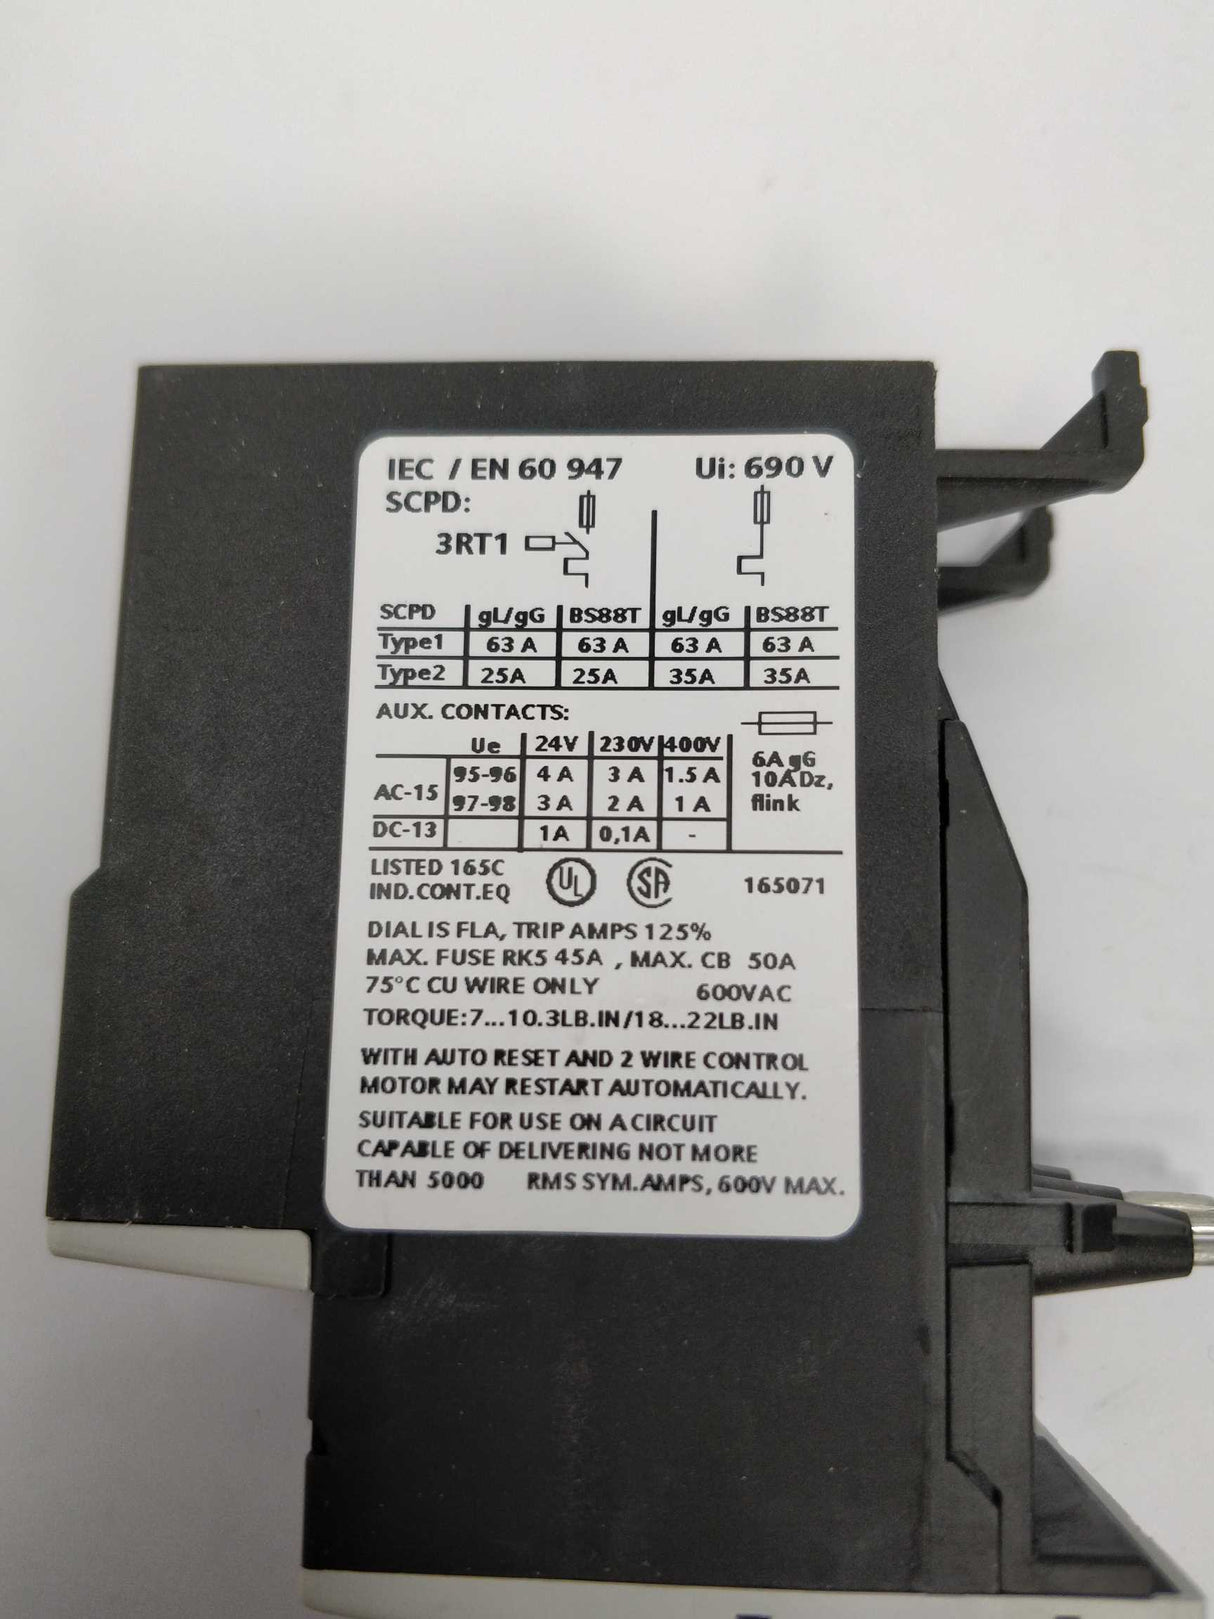 IEC / EN 60 947 Ui: 690 V
SCPD:
3RT1
SCPD gL/gG BS88T gL/gG BS88T
Type1 63 A 63 A 63 A 63 A
Type2 25A 25A 35A 35A
AUX. CONTACTS:
Ue 24V 230V 400V
6A gG
10A Dz,
flink
AC-15
95-96 4 A 3 A 1.5 A
97-98 3 A 2 A 1 A
DC-13 1A 0,1A -
LISTED 165C
IND.CONT.EQ
UL SA 165071
DIAL IS FLA, TRIP AMPS 125%
MAX. FUSE RK5 45A , MAX. CB 50A
75°C CU WIRE ONLY 600VAC
TORQUE:7...10.3LB.IN/18...22LB.IN
WITH AUTO RESET AND 2 WIRE CONTROL
MOTOR MAY RESTART AUTOMATICALLY.
SUITABLE FOR USE ON A CIRCUIT
CAPABLE OF DELIVERING NOT MORE
THAN 5000 RMS SYM.AMPS, 600V MAX.